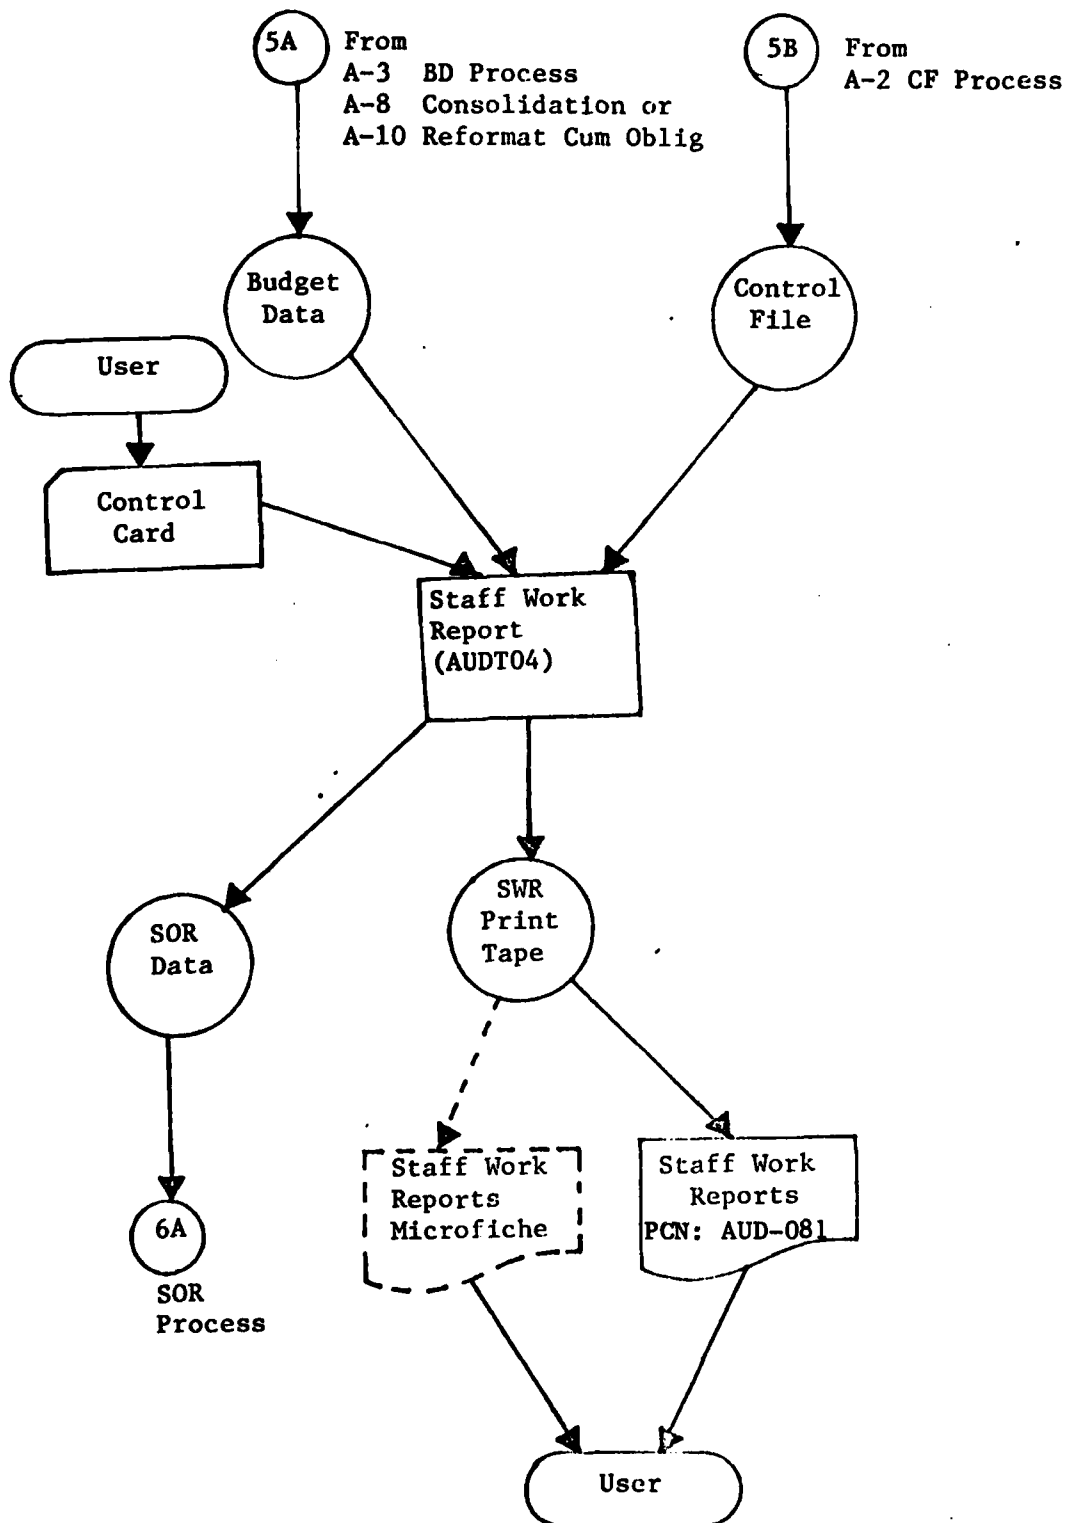 5A
From
A-3 BD Process
A-8 Consolidation or
A-10 Reformat Cum Oblig
5B
From
A-2 CF Process
Budget
Data
Control
File
User
Control
Card
Staff Work
Report
(AUDT04)
SOR
Data
SWR
Print
Tape
6A
SOR
Process
Staff Work
Reports
Microfiche
Staff Work
Reports
PCN: AUD-081
User